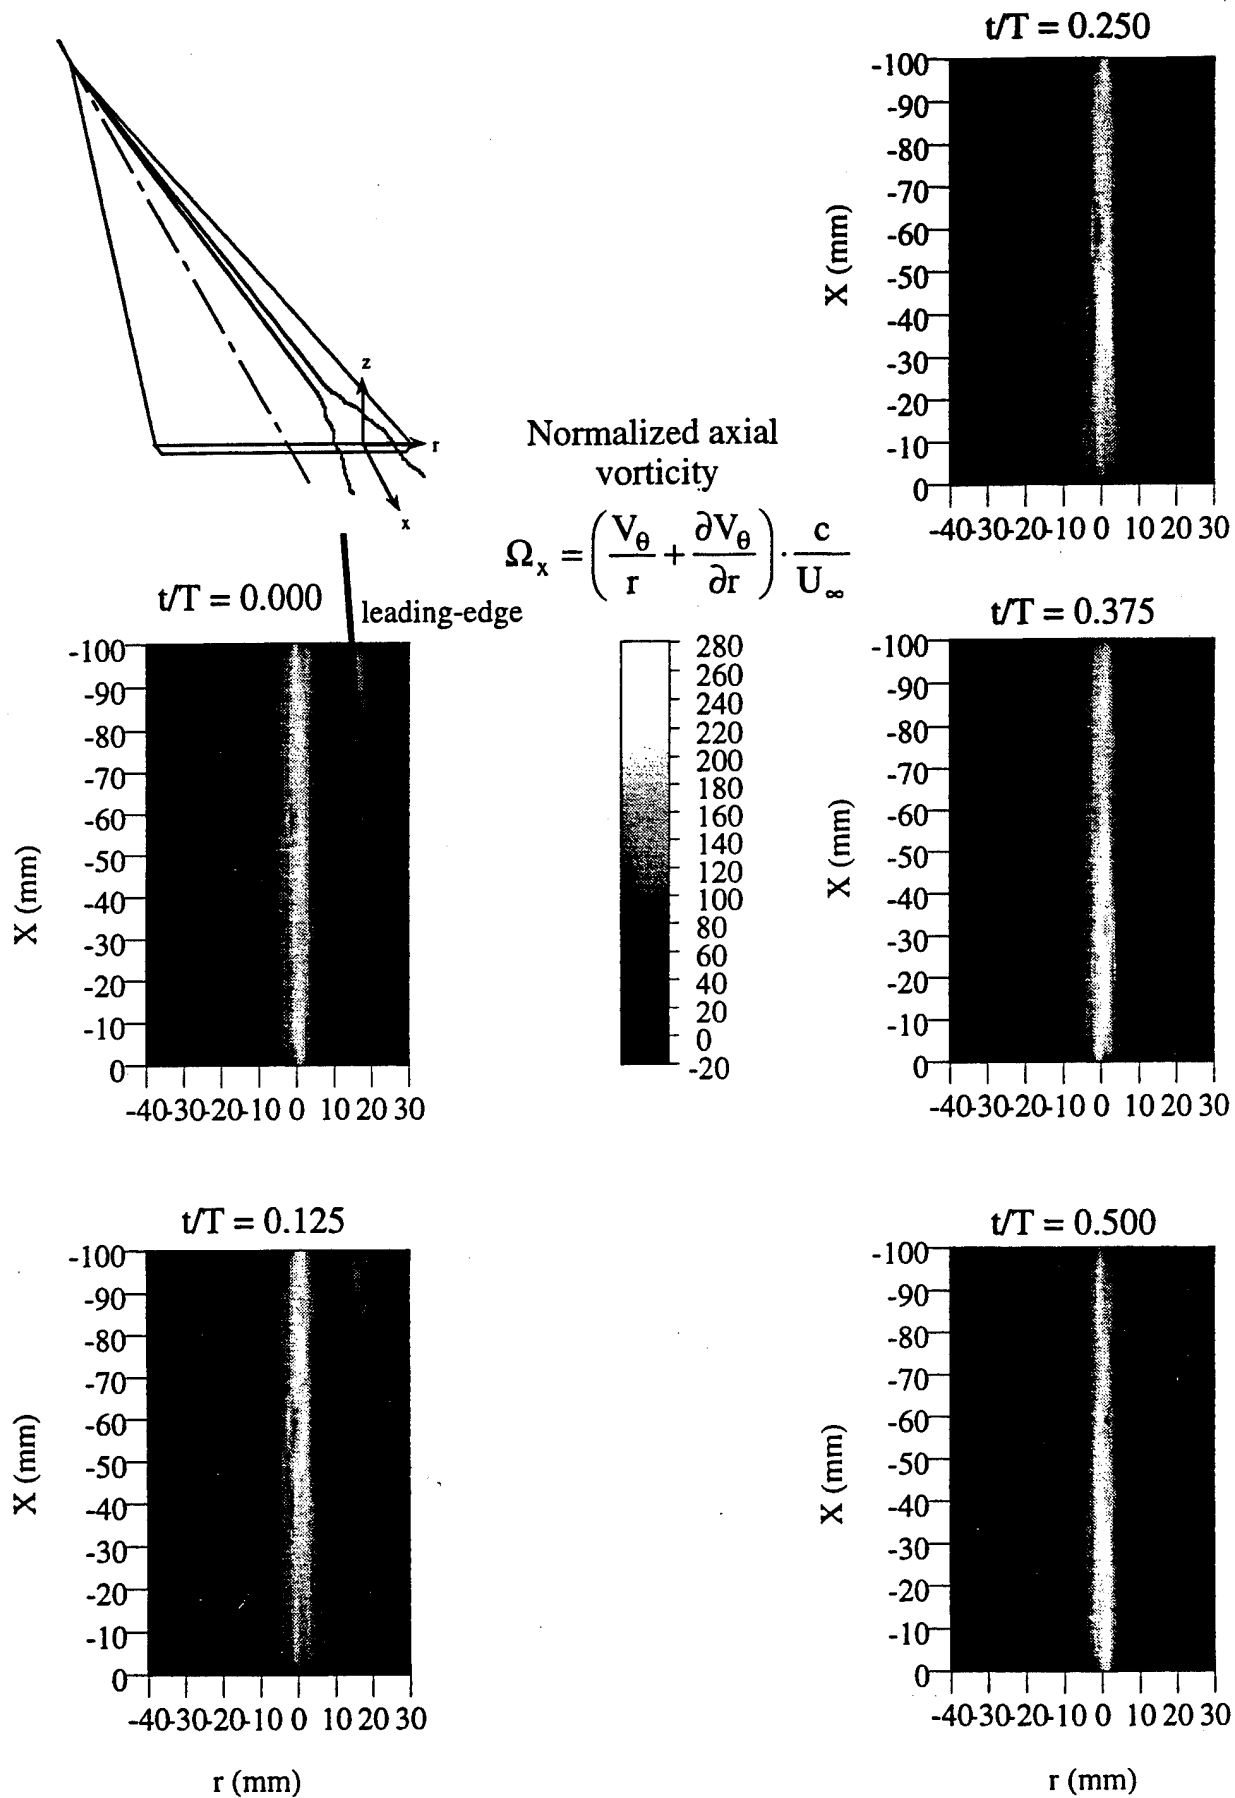 z
r
x
Normalized axial
vorticity
Ωₓ = (V_θ/r + ∂V_θ/∂r) · c/U_∞
280
260
240
220
200
180
160
140
120
100
80
60
40
20
0
-20
t/T = 0.000
leading-edge
-100
-90
-80
-70
-60
-50
-40
-30
-20
-10
0
X (mm)
-40-30-20-10 0 10 20 30
t/T = 0.125
-100
-90
-80
-70
-60
-50
-40
-30
-20
-10
0
X (mm)
-40-30-20-10 0 10 20 30
r (mm)
t/T = 0.250
-100
-90
-80
-70
-60
-50
-40
-30
-20
-10
0
X (mm)
-40-30-20-10 0 10 20 30
t/T = 0.375
-100
-90
-80
-70
-60
-50
-40
-30
-20
-10
0
X (mm)
-40-30-20-10 0 10 20 30
t/T = 0.500
-100
-90
-80
-70
-60
-50
-40
-30
-20
-10
0
X (mm)
-40-30-20-10 0 10 20 30
r (mm)